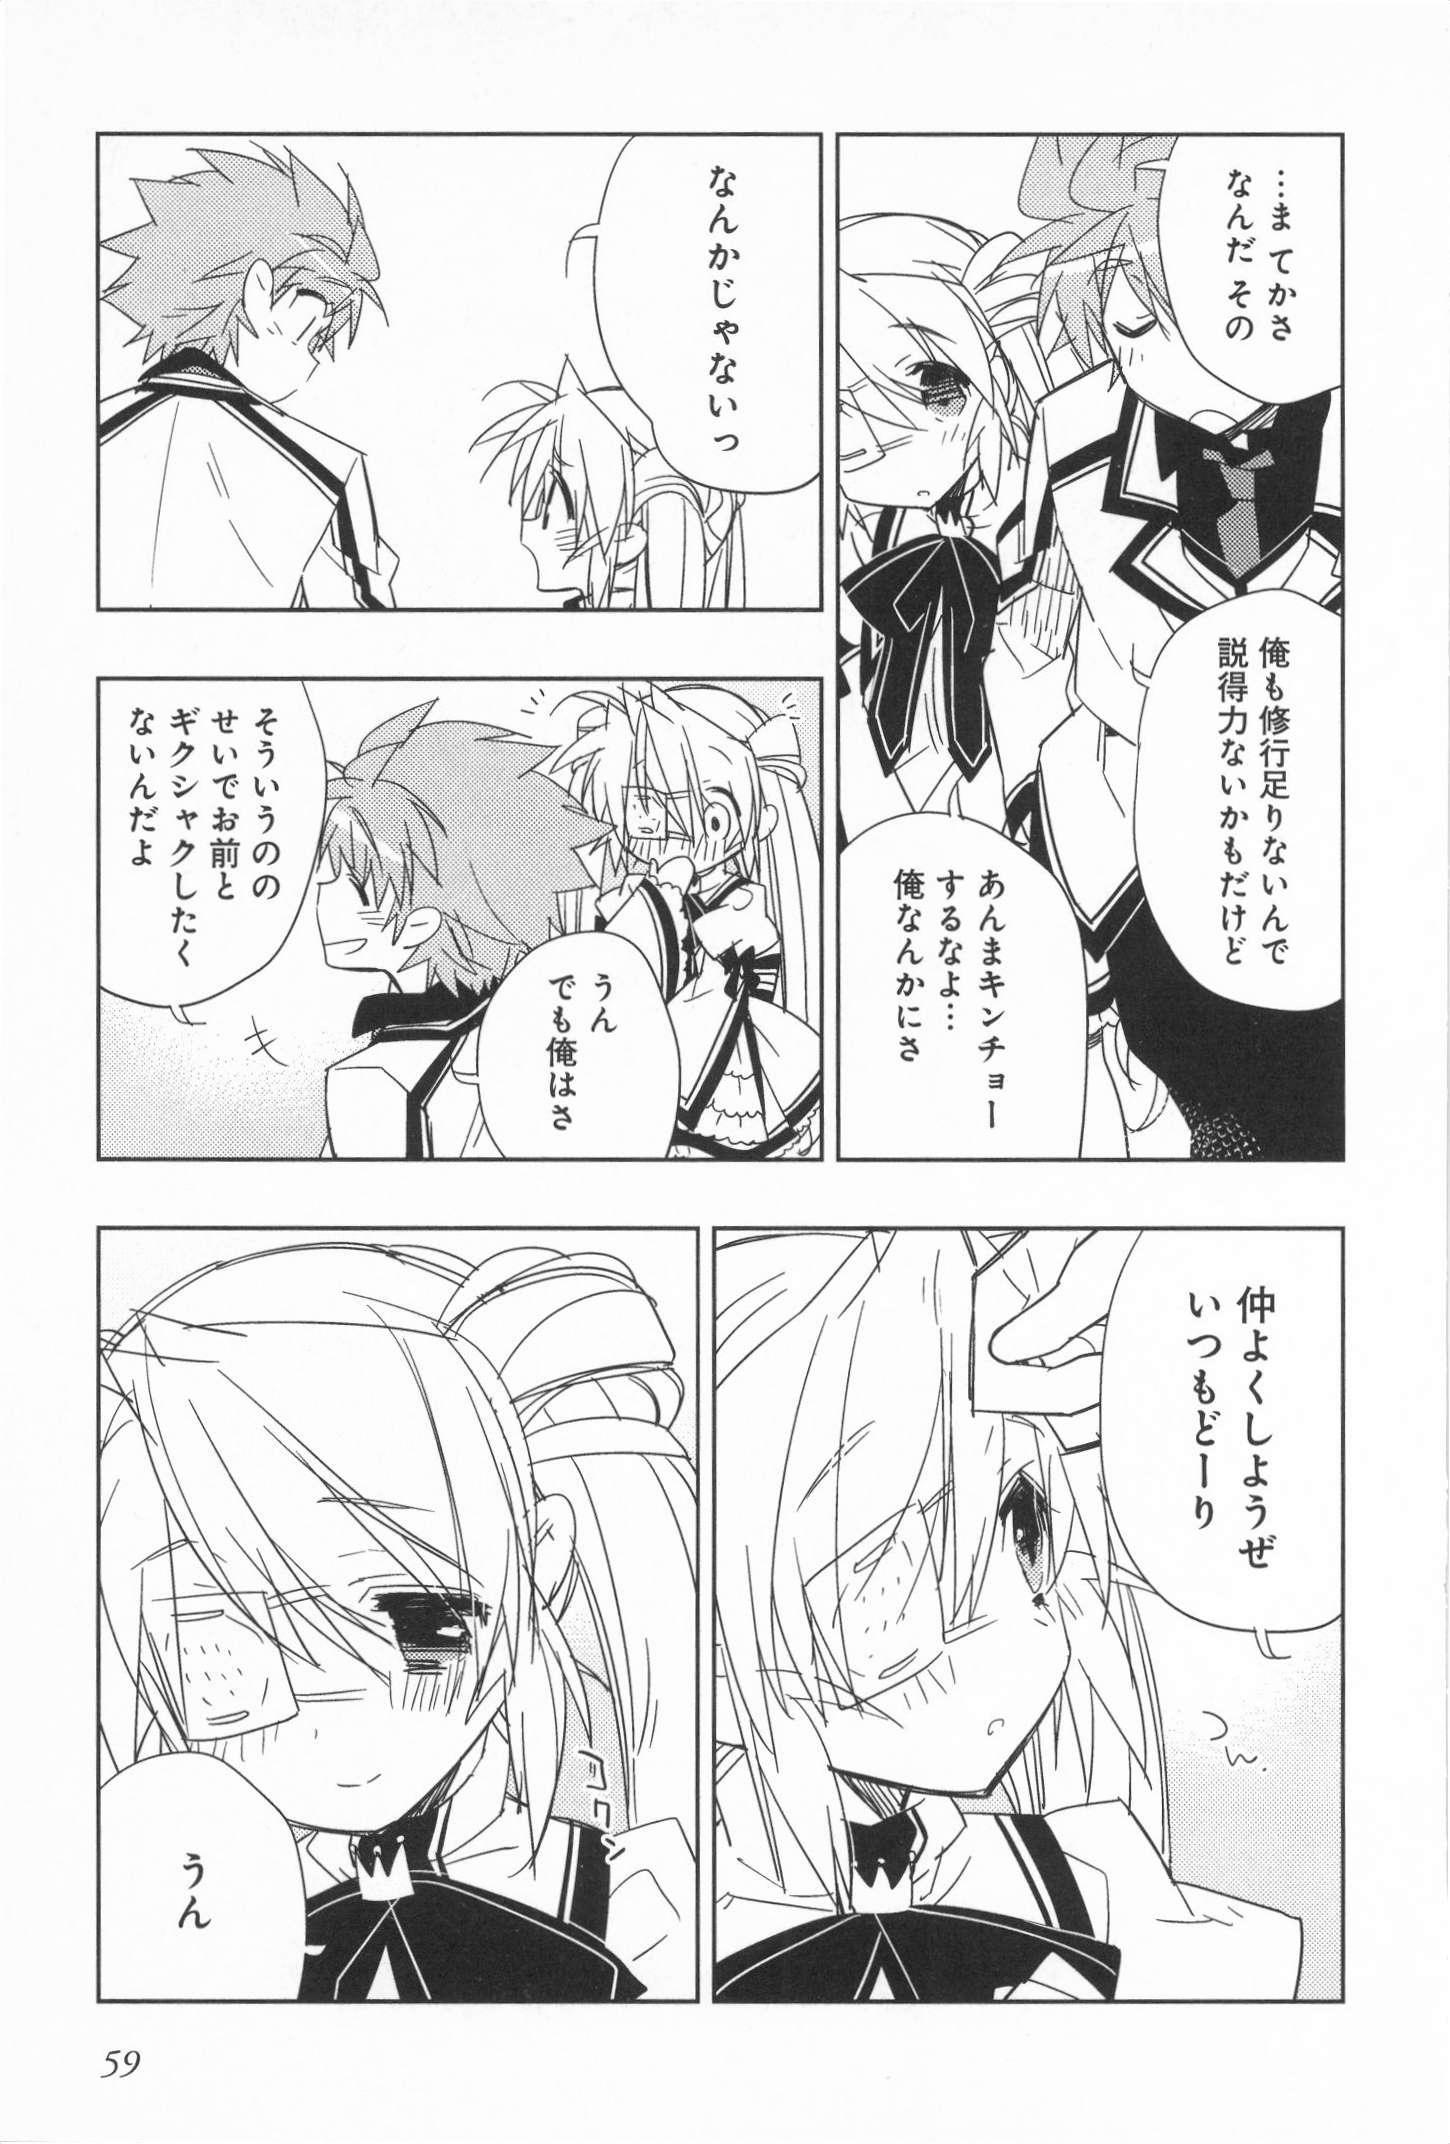 …ま てかさ
なんだ その
俺も修行足りないんで
説得力ないかもだけど
あんまキンチョー
するなよ…
俺なんかにさ
なんかじゃないっ
うん
でも俺はさ
そういうのの
せいでお前と
ギクシャクしたく
ないんだよ
仲よくしようぜ
いつもどーり
つん.
コクン
うん
59